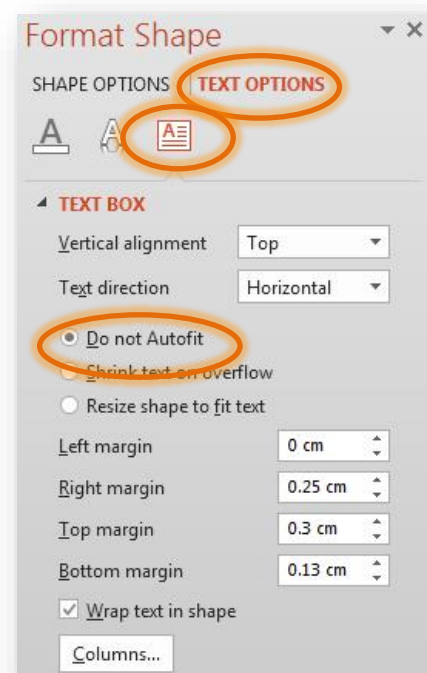 Format Shape
SHAPE OPTIONS TEXT OPTIONS
A A A
TEXT BOX
Vertical alignment Top
Text direction Horizontal
Do not Autofit
Shrink text on overflow
Resize shape to fit text
Left margin 0 cm
Right margin 0.25 cm
Top margin 0.3 cm
Bottom margin 0.13 cm
Wrap text in shape
Columns...